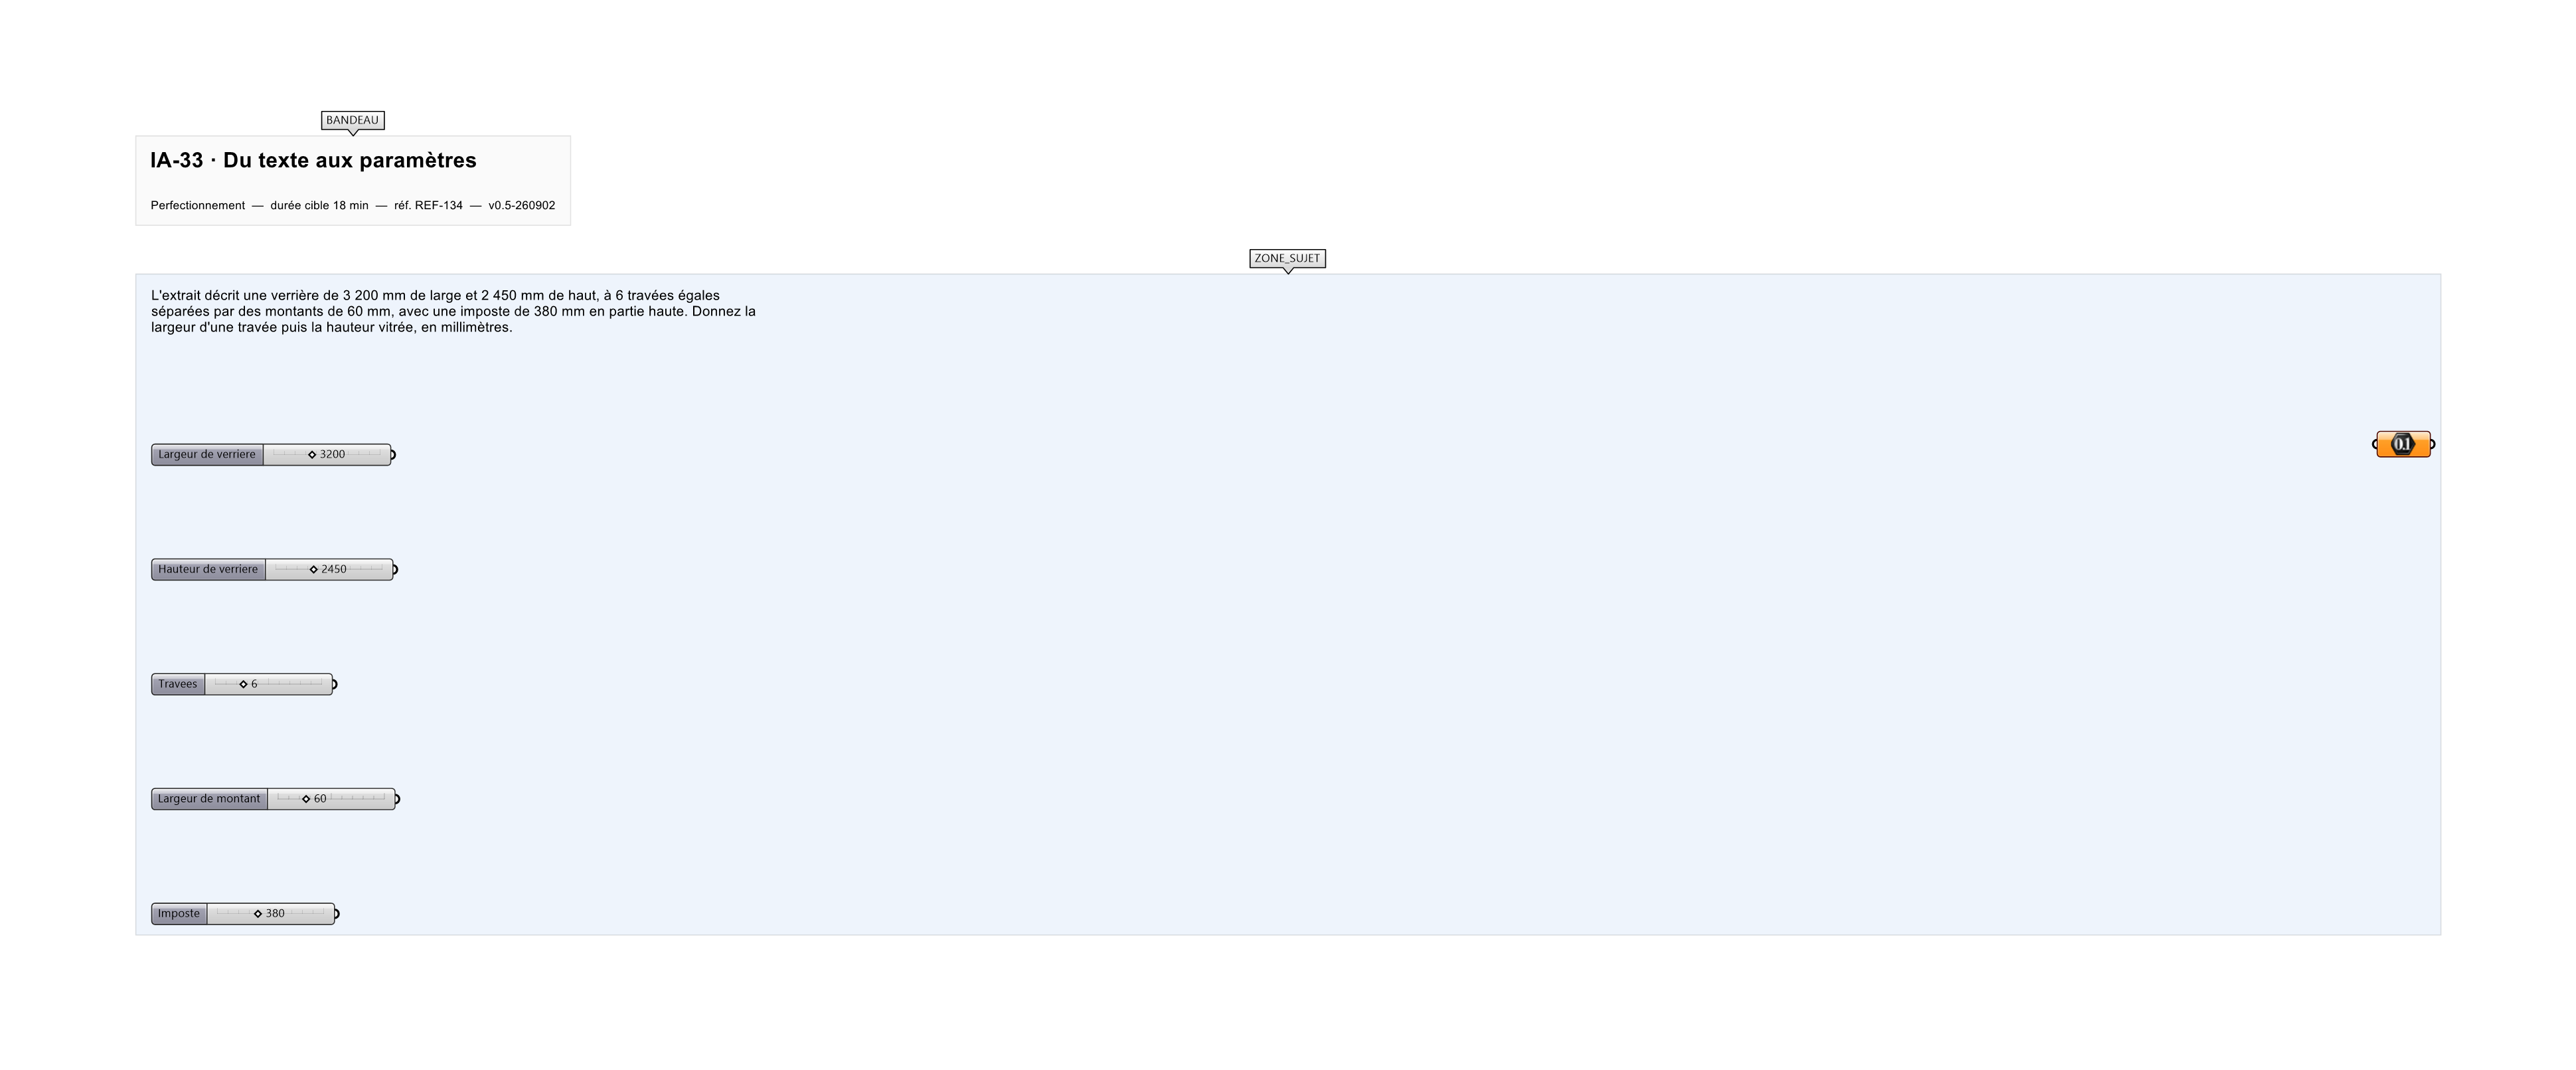 BANDEAU
IA-33 · Du texte aux paramètres
Perfectionnement — durée cible 18 min — réf. REF-134 — v0.5-260902
ZONE_SUJET
L'extrait décrit une verrière de 3 200 mm de large et 2 450 mm de haut, à 6 travées égales
séparées par des montants de 60 mm, avec une imposte de 380 mm en partie haute. Donnez la
largeur d'une travée puis la hauteur vitrée, en millimètres.
Largeur de verriere 3200
0.1
Hauteur de verriere 2450
Travees 6
Largeur de montant 60
Imposte 380